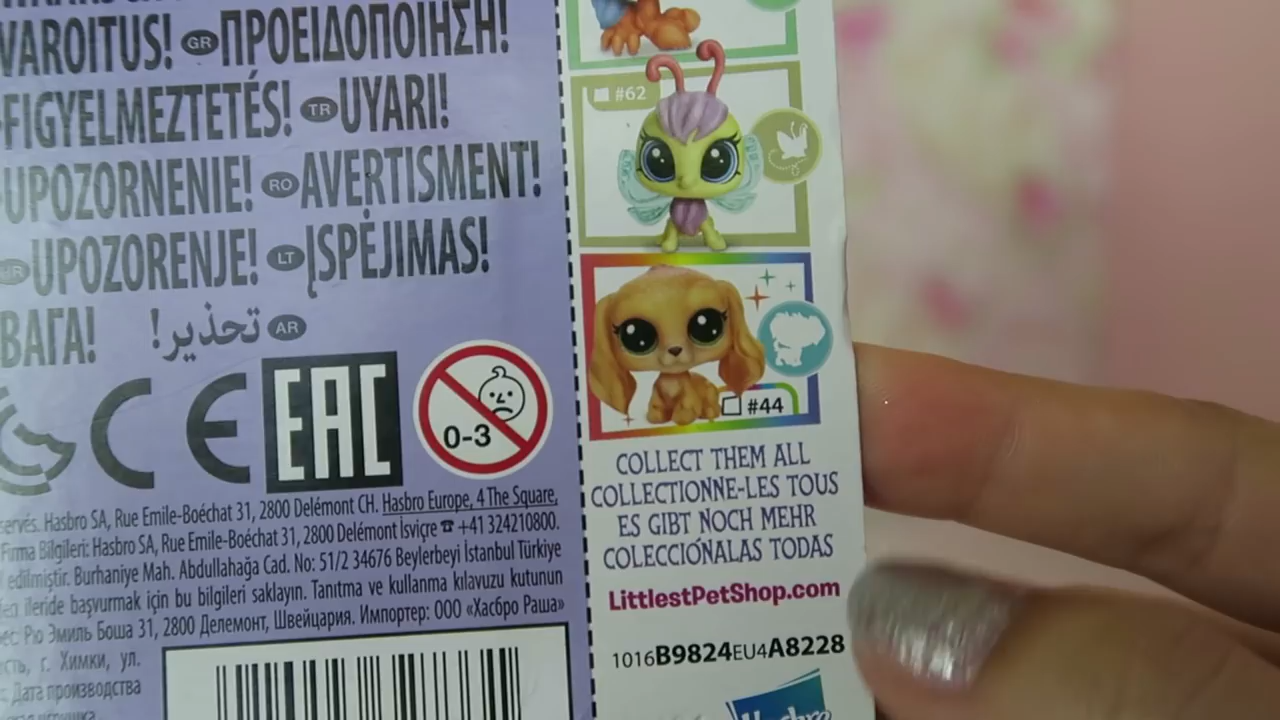 VAROITUS! GR ΠΡΟΕΙΔΟΠΟΙΗΣΗ!
FIGYELMEZTETÉS! TR UYARI!
UPOZORNENIE! RO AVERTISMENT!
UPOZORENJE! LT ĮSPĖJIMAS!
ВАГА! تحذير! AR
CE EAC 0-3
servés. Hasbro SA, Rue Emile-Boéchat 31, 2800 Delémont CH. Hasbro Europe, 4 The Square,
Firma Bilgileri: Hasbro SA, Rue Emile-Boéchat 31, 2800 Delémont İsviçre ☎ +41 324210800.
edilmiştir. Burhaniye Mah. Abdullahağa Cad. No: 51/2 34676 Beylerbeyi İstanbul Türkiye
ileride başvurmak için bu bilgileri saklayın. Tanıtma ve kullanma kılavuzu kutunun
Рю Эмиль Боша 31, 2800 Делемонт, Швейцария. Импортер: ООО «Хасбро Раша»
г. Химки, ул.
Дата производства
#62
#44
COLLECT THEM ALL
COLLECTIONNE-LES TOUS
ES GIBT NOCH MEHR
COLECCIÓNALAS TODAS
LittlestPetShop.com
1016B9824EU4A8228
Hasbro